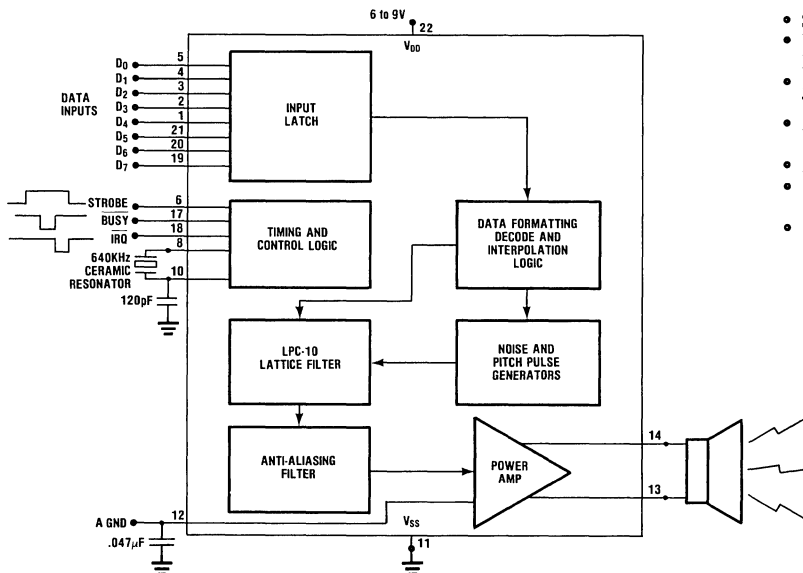 6 to 9V
22
V_DD
DATA
INPUTS
D0 5
D1 4
D2 3
D3 2
D4 1
D5 21
D6 20
D7 19
INPUT
LATCH
STROBE 6
BUSY 17
IRQ 18
8
640KHz
CERAMIC
RESONATOR
10
120pF
TIMING AND
CONTROL LOGIC
DATA FORMATTING
DECODE AND
INTERPOLATION
LOGIC
LPC-10
LATTICE FILTER
NOISE AND
PITCH PULSE
GENERATORS
ANTI-ALIASING
FILTER
POWER
AMP
14
13
A GND 12
.047μF
VSS
11